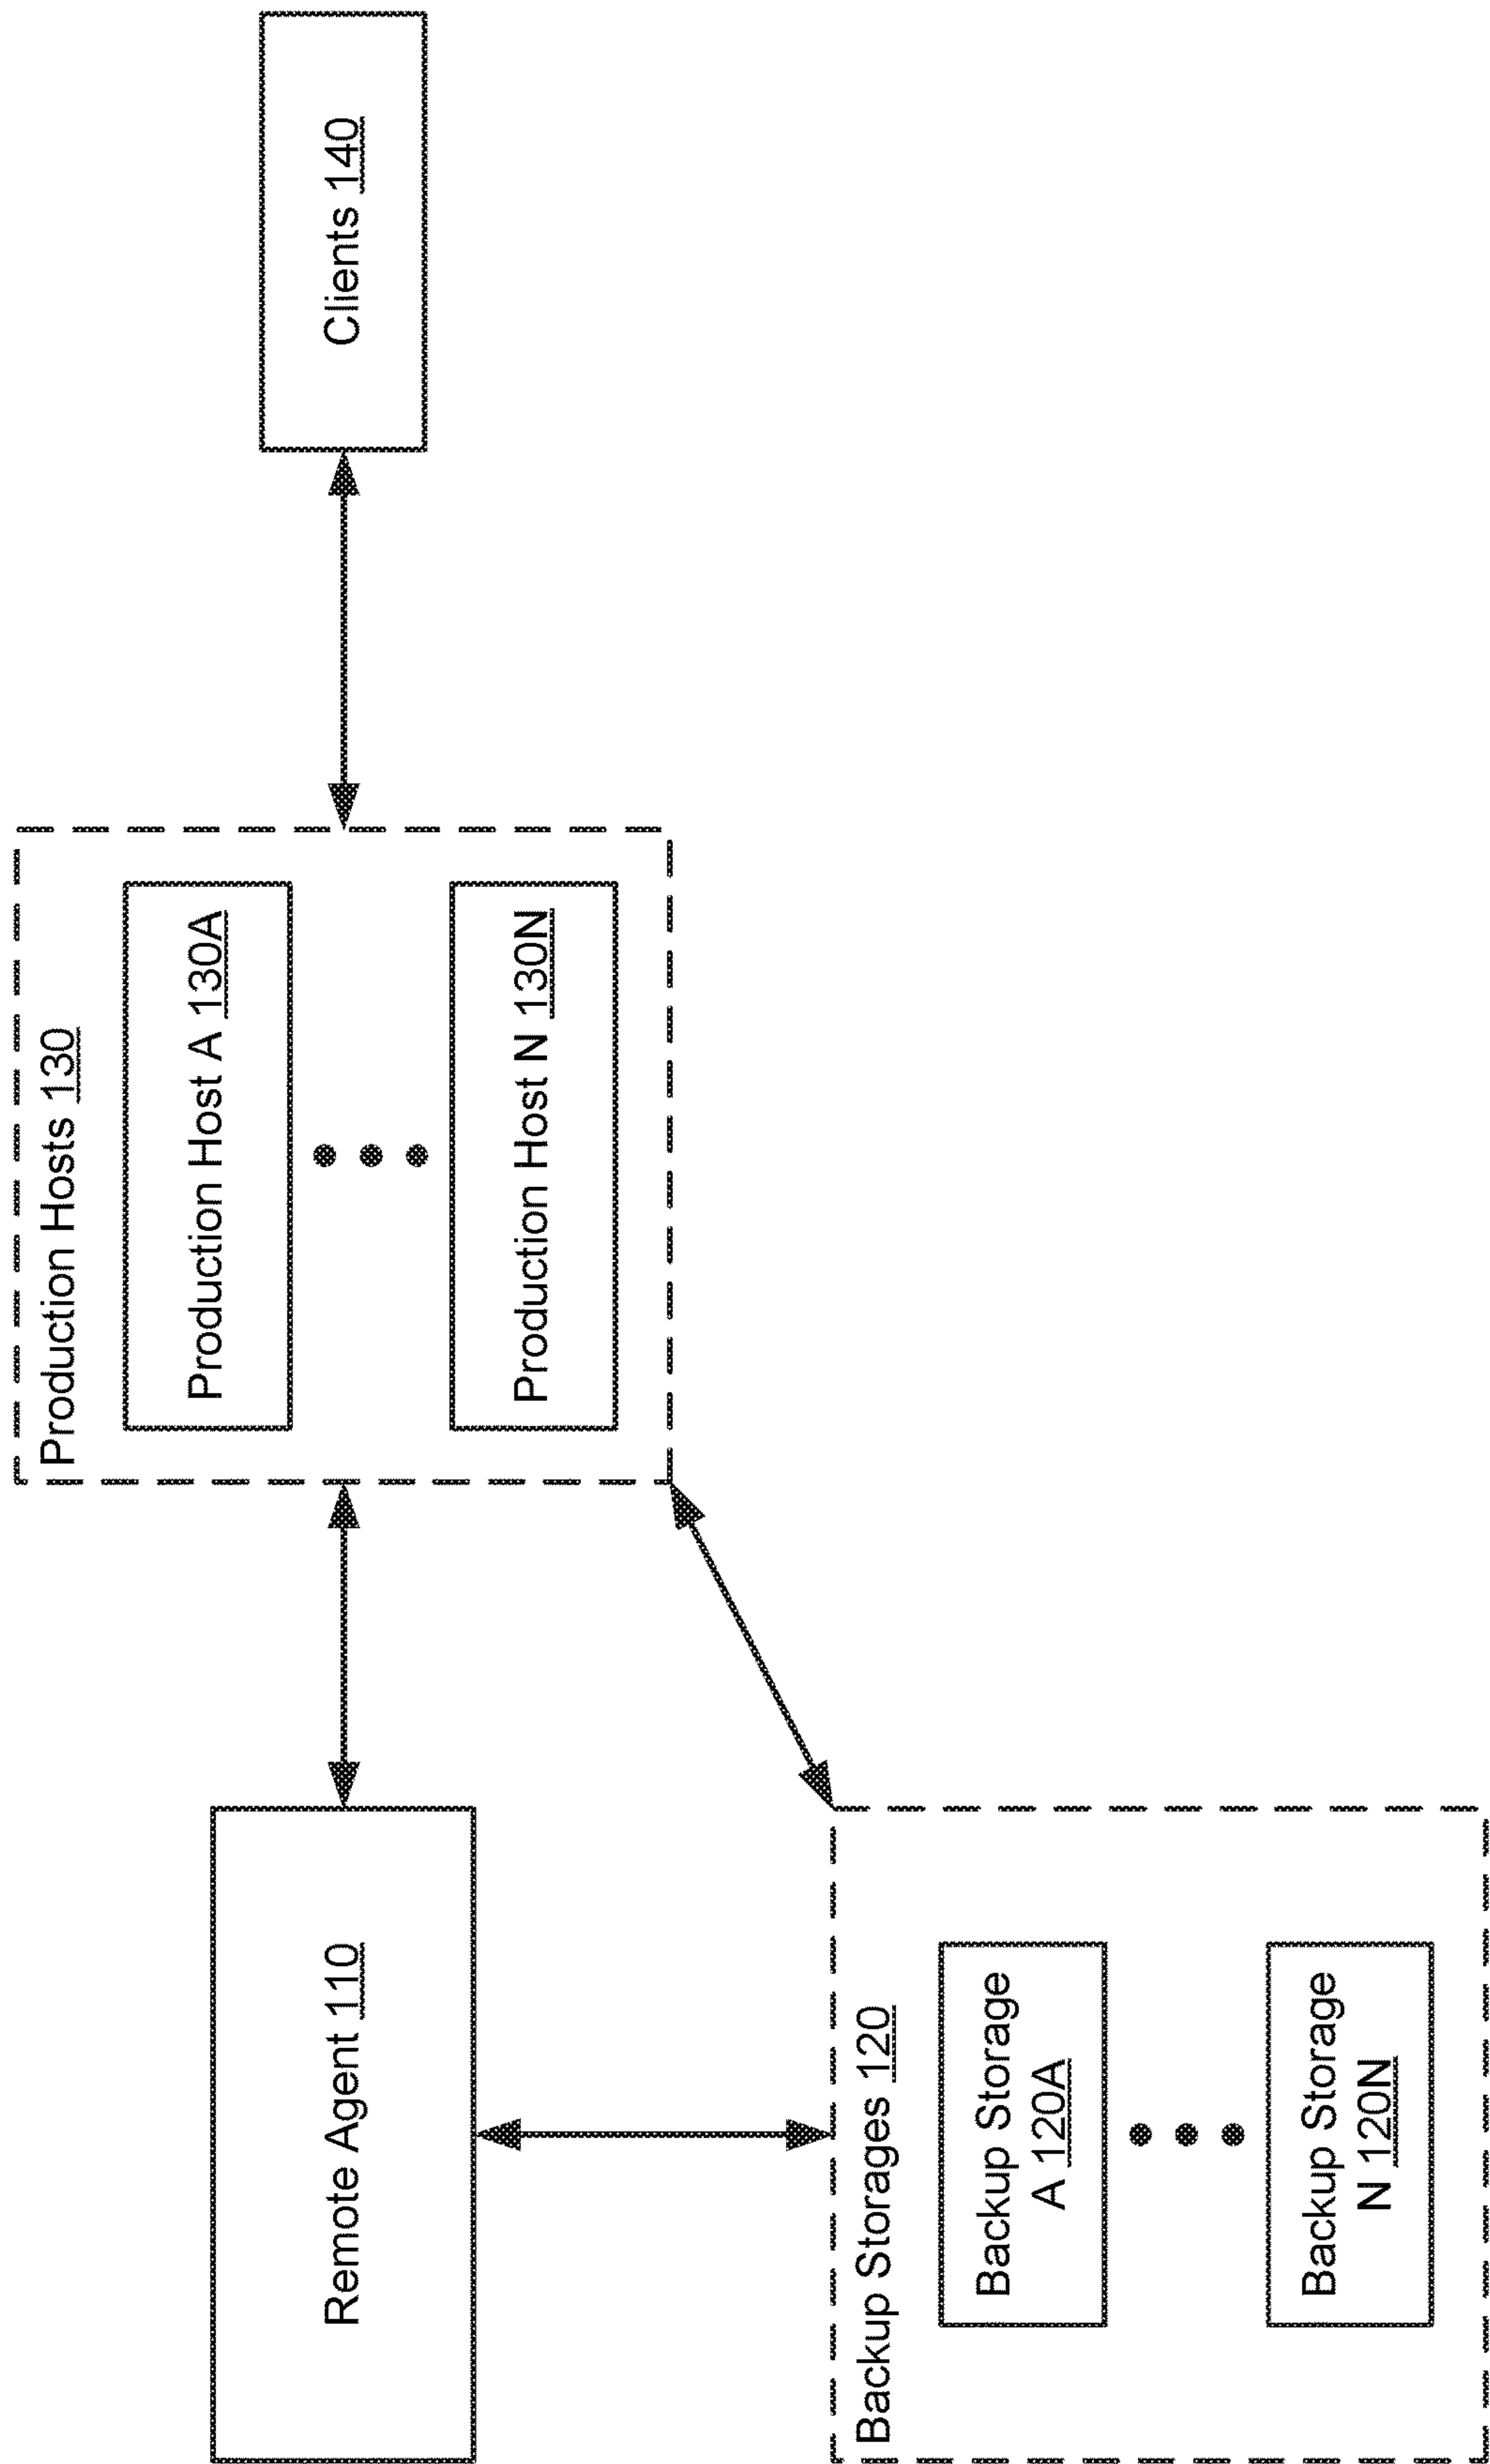 Remote Agent 110
Production Hosts 130
Production Host A 130A
Production Host N 130N
Clients 140
Backup Storages 120
Backup Storage
A 120A
Backup Storage
N 120N